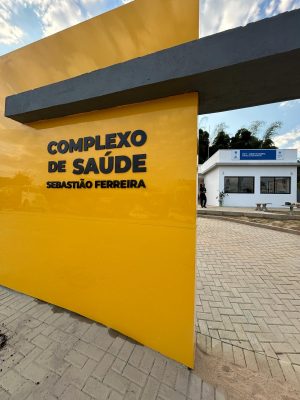 COMPLEXO
DE SAÚDE
SEBASTIÃO FERREIRA